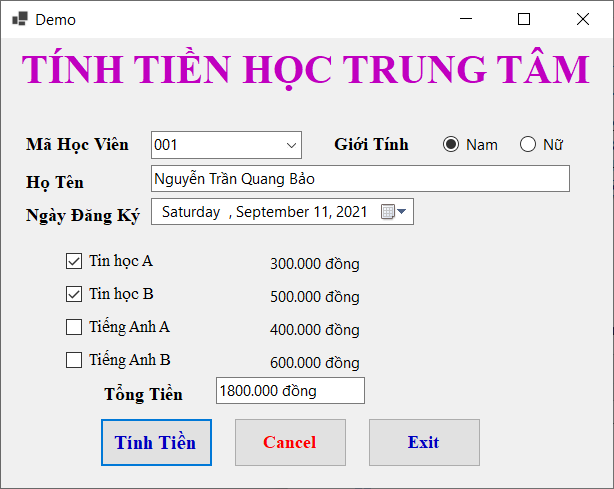 Demo
TÍNH TIỀN HỌC TRUNG TÂM
Mã Học Viên 001 Giới Tính Nam Nữ
Họ Tên Nguyễn Trần Quang Bảo
Ngày Đăng Ký Saturday , September 11, 2021
Tin học A 300.000 đồng
Tin học B 500.000 đồng
Tiếng Anh A 400.000 đồng
Tiếng Anh B 600.000 đồng
Tổng Tiền 1800.000 đồng
Tính Tiền Cancel Exit